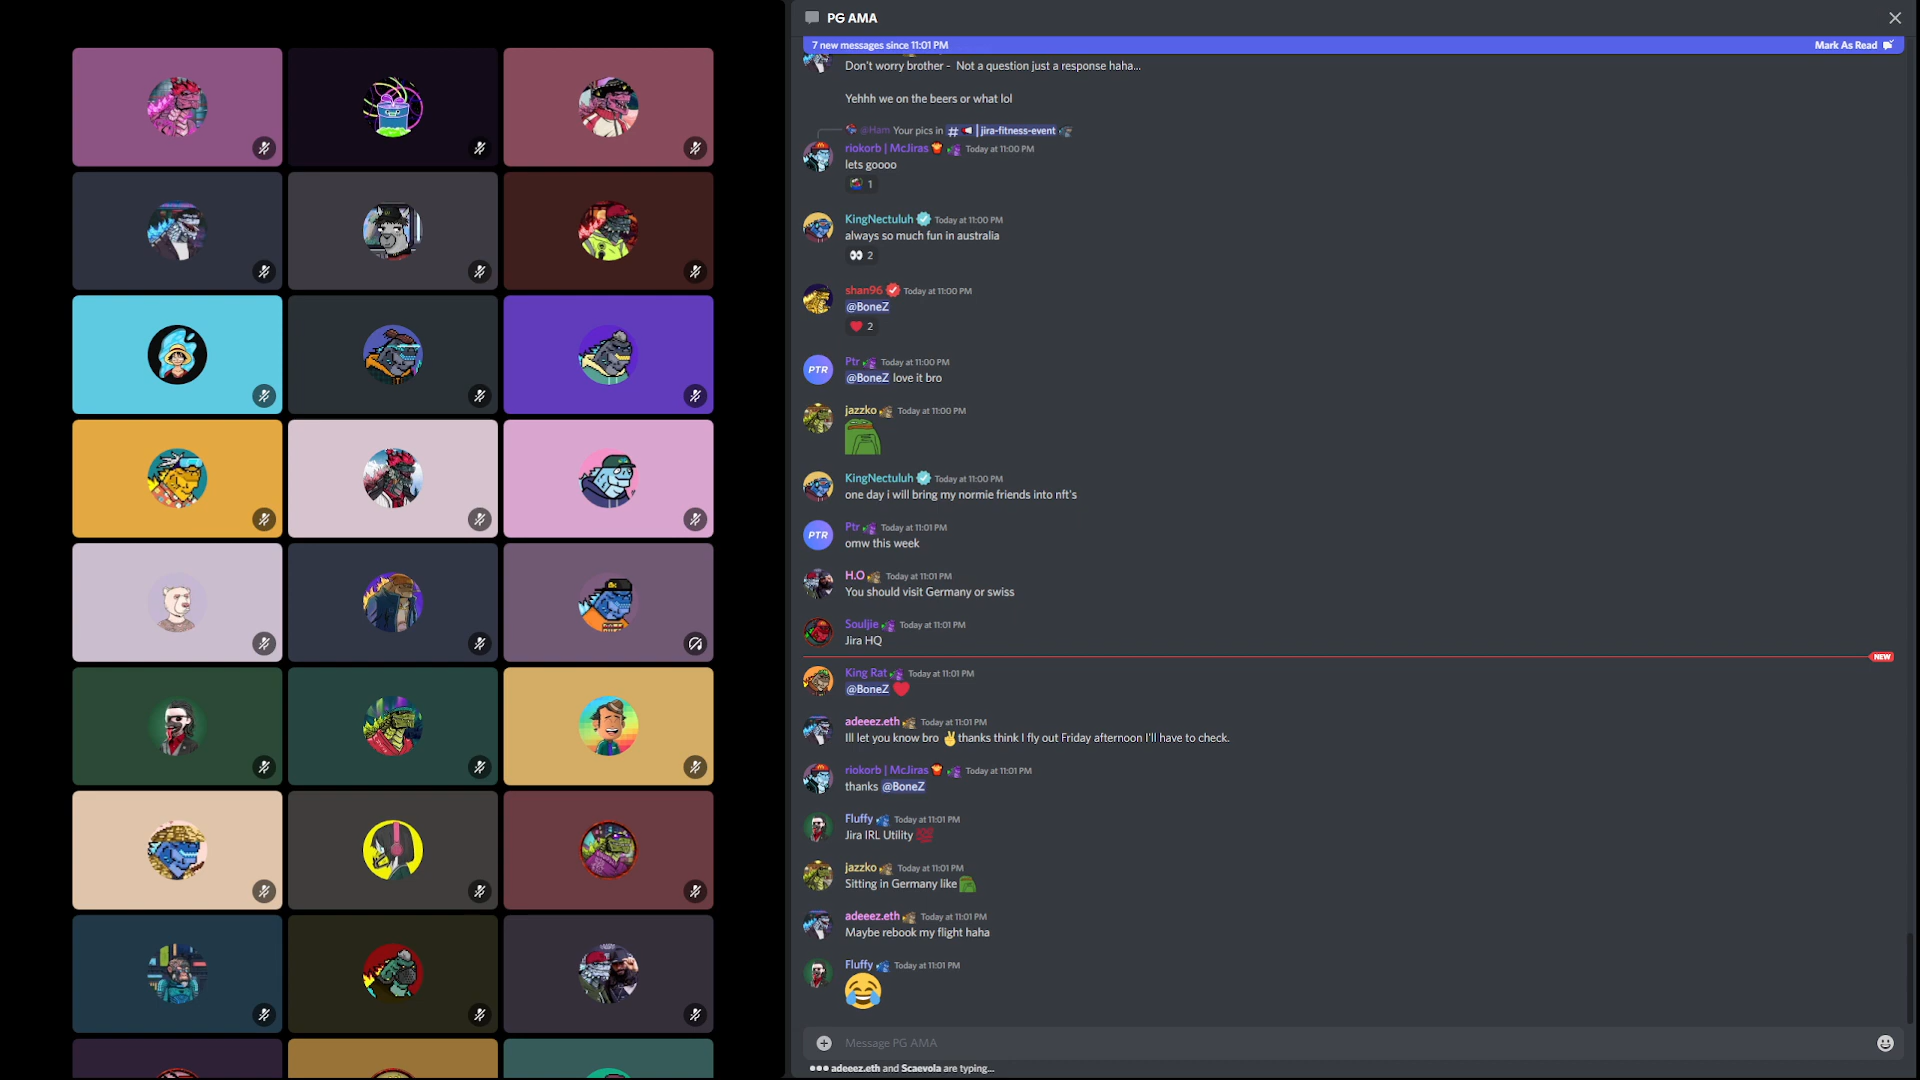 PG AMA
7 new messages since 11:01 PM
Mark As Read
Don't worry brother - Not a question just a response haha...
Yehhh we on the beers or what lol
@Ham Your pics in # | jira-fitness-event
riokorb | McJiras Today at 11:00 PM
lets goooo
1
KingNectuluh Today at 11:00 PM
always so much fun in australia
2
shan96 Today at 11:00 PM
@BoneZ
2
PTR
Ptr Today at 11:00 PM
@BoneZ love it bro
jazzko Today at 11:00 PM
KingNectuluh Today at 11:00 PM
one day i will bring my normie friends into nft's
PTR
Ptr Today at 11:01 PM
omw this week
H.O Today at 11:01 PM
You should visit Germany or swiss
Souljie Today at 11:01 PM
Jira HQ
NEW
King Rat Today at 11:01 PM
@BoneZ
adeeez.eth Today at 11:01 PM
Ill let you know bro ✌ thanks think I fly out Friday afternoon I'll have to check.
riokorb | McJiras Today at 11:01 PM
thanks @BoneZ
Fluffy Today at 11:01 PM
Jira IRL Utility 💯
jazzko Today at 11:01 PM
Sitting in Germany like
adeeez.eth Today at 11:01 PM
Maybe rebook my flight haha
Fluffy Today at 11:01 PM
Message PG AMA
adeeez.eth and Scaevola are typing...